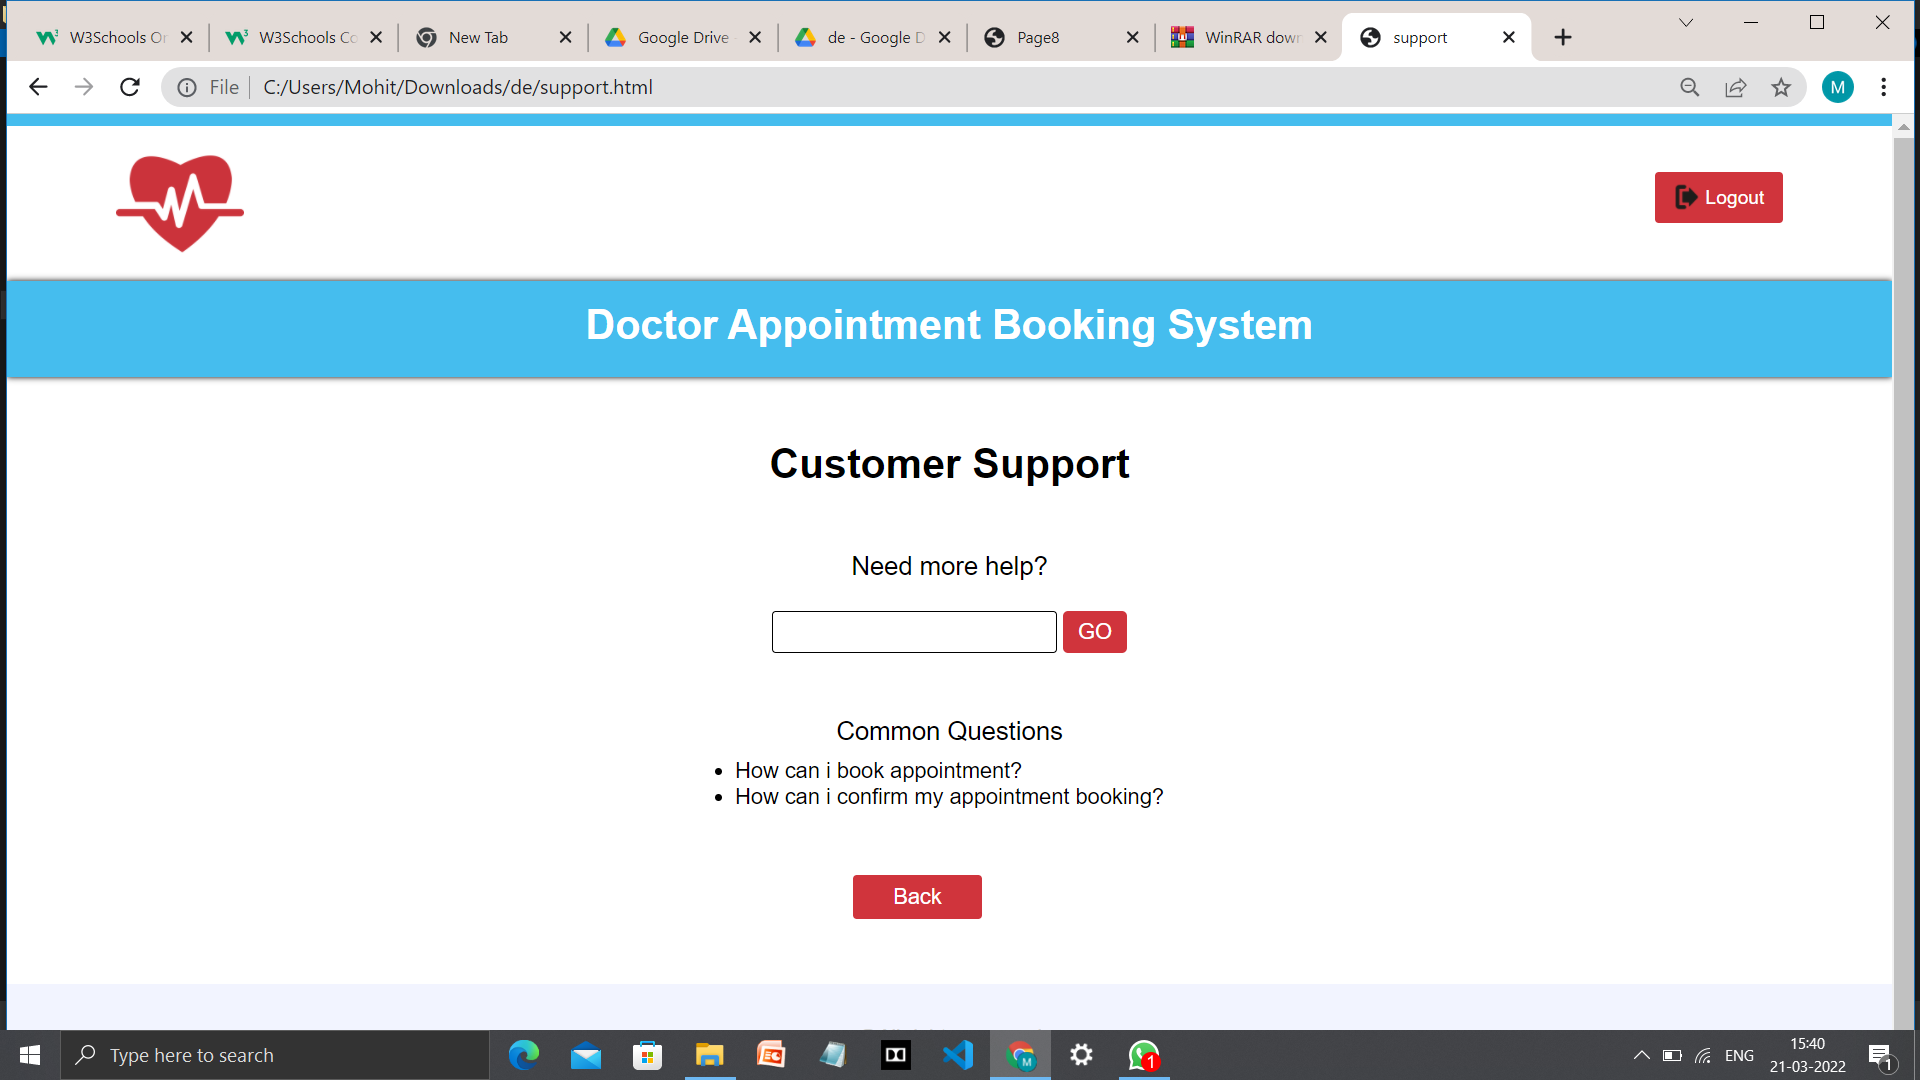 W3Schools Or
W3Schools Co
New Tab
Google Drive
de - Google D
Page8
WinRAR down
support
File
C:/Users/Mohit/Downloads/de/support.html
M
Logout
Doctor Appointment Booking System
Customer Support
Need more help?
GO
Common Questions
How can i book appointment?
How can i confirm my appointment booking?
Back
Type here to search
M
1
ENG
15:40
21-03-2022
1